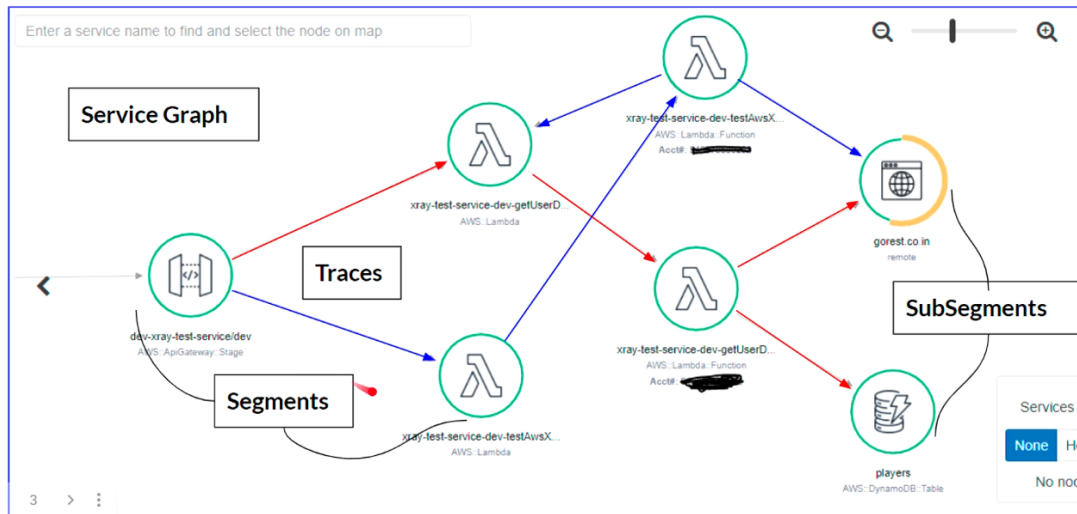 Enter a service name to find and select the node on map
Service Graph
xray-test-service-dev-testAwsX...
AWS::Lambda::Function
Acct#:
xray-test-service-dev-getUserD...
AWS::Lambda
gorest.co.in
remote
Traces
dev-xray-test-service/dev
AWS::ApiGateway::Stage
SubSegments
xray-test-service-dev-getUserD...
AWS::Lambda::Function
Acct#:
Segments
xray-test-service-dev-testAwsX...
AWS::Lambda
players
AWS::DynamoDB::Table
Services
None
No nod
3